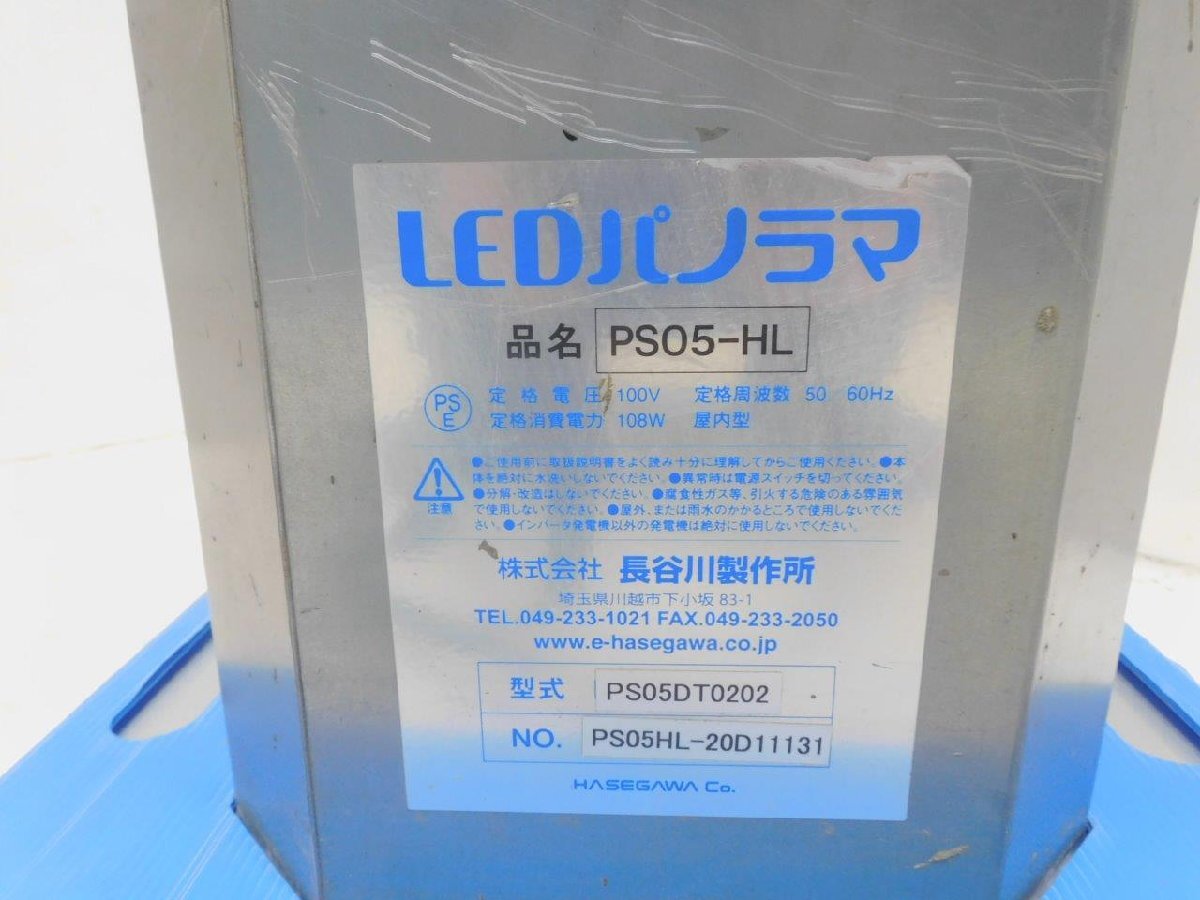 LEDパノラマ
品名 PS05-HL
PSE 定格電圧 100V 定格周波数 50 60Hz
定格消費電力 108W 屋内型
●ご使用前に取扱説明書をよく読み十分に理解してからご使用ください。●本
体を絶対に水洗いしないでください。●異常時は電源スイッチを切ってください。
●分解・改造はしないでください。●腐食性ガス等、引火する危険のある雰囲気
で使用しないでください。●屋外、または雨水のかかるところで使用しないでくだ
さい。●インバータ発電機以外の発電機は絶対に使用しないでください。
注意
株式会社 長谷川製作所
埼玉県川越市下小坂 83-1
TEL.049-233-1021 FAX.049-233-2050
www.e-hasegawa.co.jp
型式 PS05DT0202
NO. PS05HL-20D11131
HASEGAWA Co.